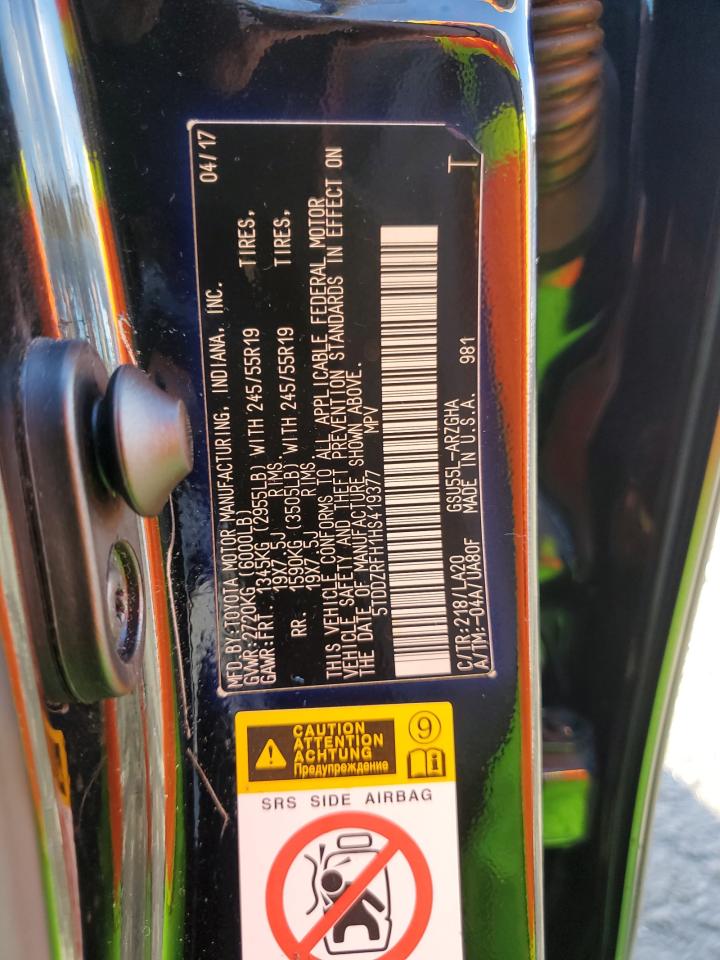 MFD. BY: TOYOTA MOTOR MANUFACTURING, INDIANA, INC. 04/17
GVWR: 2720KG (6000LB)
GAWR: FRT. 1345KG (2955LB) WITH 245/55R19 TIRES,
19X7.5J RIMS
RR. 1590KG (3505LB) WITH 245/55R19 TIRES,
19X7.5J RIMS
THIS VEHICLE CONFORMS TO ALL APPLICABLE FEDERAL MOTOR
VEHICLE SAFETY AND THEFT PREVENTION STANDARDS IN EFFECT ON
THE DATE OF MANUFACTURE SHOWN ABOVE.
5TDDZRFH1HS419377 MPV
C/TR: 218/LA20 GSU55L-ARZGHA
A/TM: -04A/UA80F MADE IN U.S.A. 981
T
CAUTION
ATTENTION
ACHTUNG
Предупреждение
9
i
SRS SIDE AIRBAG